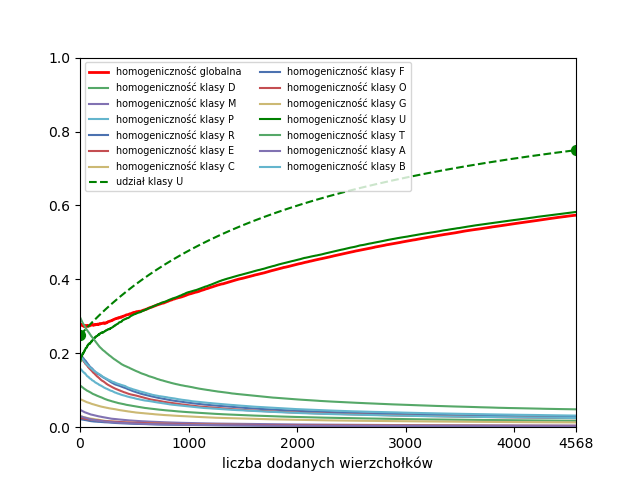 1.0
0.8
0.6
0.4
0.2
0.0
homogeniczność globalna
homogeniczność klasy D
homogeniczność klasy M
homogeniczność klasy P
homogeniczność klasy R
homogeniczność klasy E
homogeniczność klasy C
udział klasy U
homogeniczność klasy F
homogeniczność klasy O
homogeniczność klasy G
homogeniczność klasy U
homogeniczność klasy T
homogeniczność klasy A
homogeniczność klasy B
0 1000 2000 3000 4000 4568
liczba dodanych wierzchołków